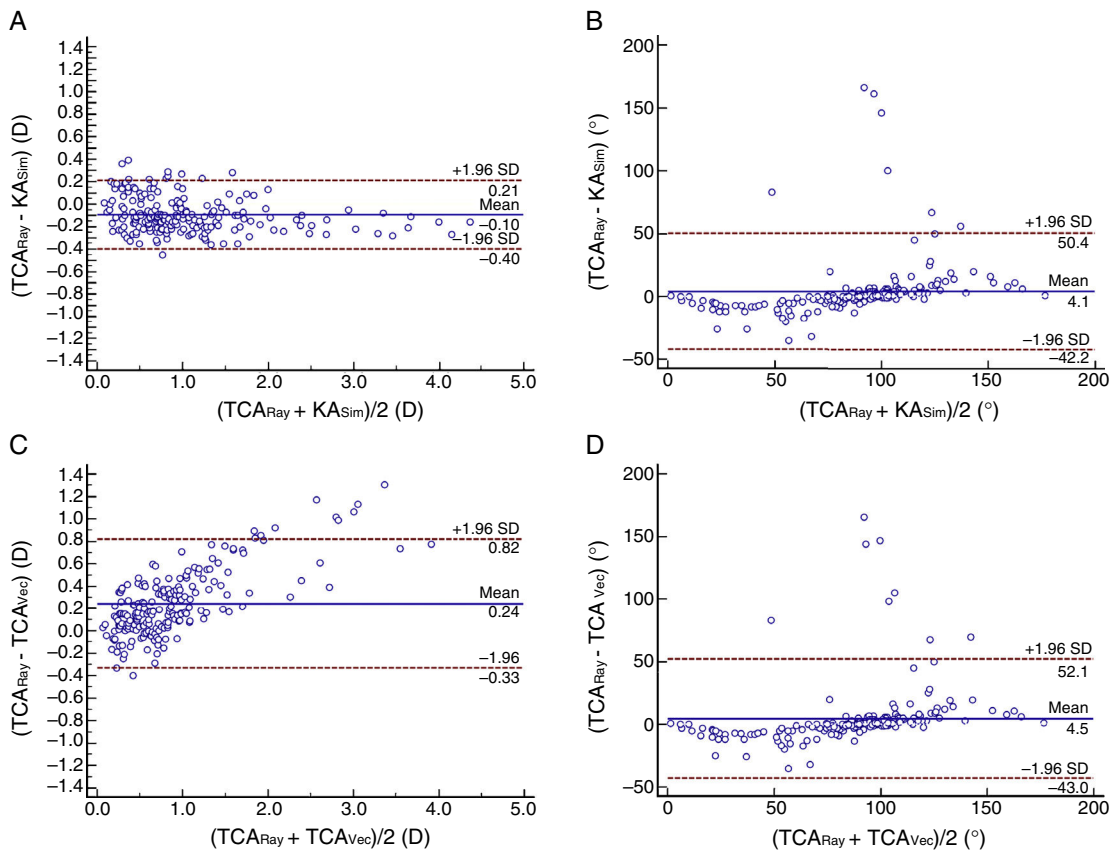 A
1.4
1.2
1.0
0.8
0.6
0.4
0.2
0.0
−0.2
−0.4
−0.6
−0.8
−1.0
−1.2
−1.4
(TCARay - KASim) (D)
+1.96 SD
0.21
Mean
−0.10
−1.96 SD
−0.40
0.0 1.0 2.0 3.0 4.0 5.0
(TCARay + KASim)/2 (D)
B
200
150
100
50
0
−50
(TCARay - KASim) (°)
+1.96 SD
50.4
Mean
4.1
−1.96 SD
−42.2
0 50 100 150 200
(TCARay + KASim)/2 (°)
C
1.4
1.2
1.0
0.8
0.6
0.4
0.2
0.0
−0.2
−0.4
−0.6
−0.8
−1.0
−1.2
−1.4
(TCARay - TCAVec) (D)
+1.96 SD
0.82
Mean
0.24
−1.96
−0.33
0.0 1.0 2.0 3.0 4.0 5.0
(TCARay + TCAVec)/2 (D)
D
200
150
100
50
0
−50
(TCARay - TCA Vec) (°)
+1.96 SD
52.1
Mean
4.5
−1.96 SD
−43.0
0 50 100 150 200
(TCARay + TCAVec)/2 (°)